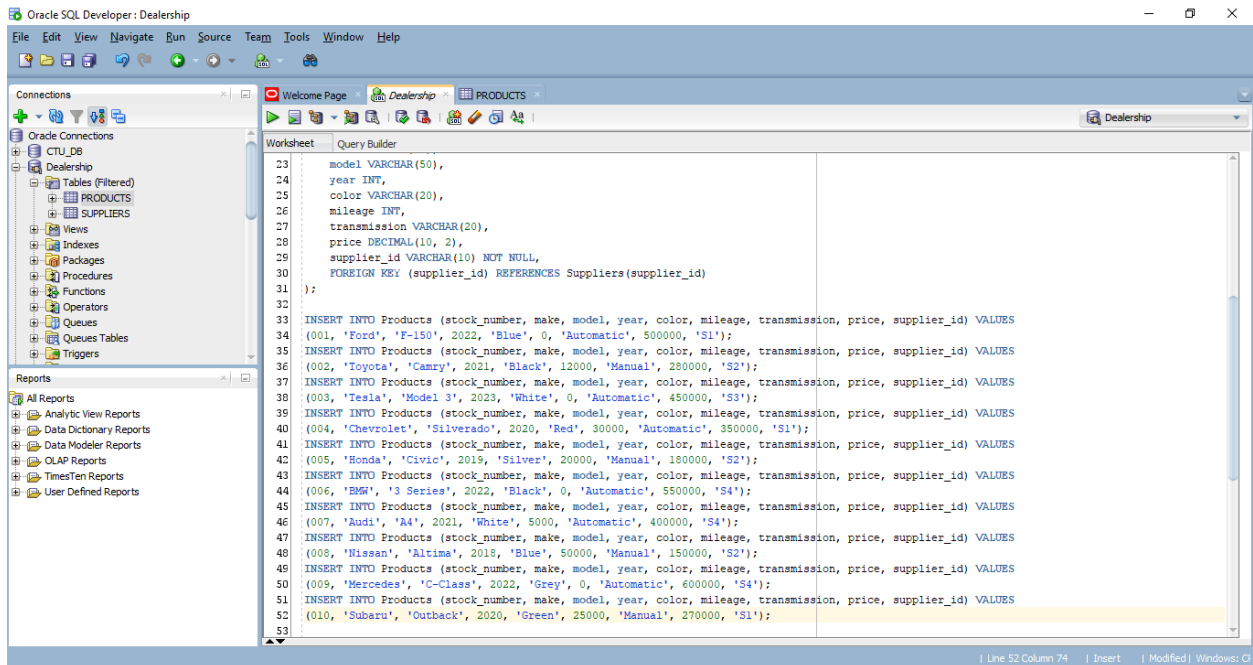 Oracle SQL Developer : Dealership
File Edit View Navigate Run Source Team Tools Window Help
Connections
Oracle Connections
CTU_DB
Dealership
Tables (Filtered)
PRODUCTS
SUPPLIERS
Views
Indexes
Packages
Procedures
Functions
Operators
Queues
Queues Tables
Triggers
Reports
All Reports
Analytic View Reports
Data Dictionary Reports
Data Modeler Reports
OLAP Reports
TimesTen Reports
User Defined Reports
Welcome Page Dealership PRODUCTS
Dealership
Worksheet Query Builder
23 model VARCHAR(50),
24 year INT,
25 color VARCHAR(20),
26 mileage INT,
27 transmission VARCHAR(20),
28 price DECIMAL(10, 2),
29 supplier_id VARCHAR(10) NOT NULL,
30 FOREIGN KEY (supplier_id) REFERENCES Suppliers(supplier_id)
31 );
32
33 INSERT INTO Products (stock_number, make, model, year, color, mileage, transmission, price, supplier_id) VALUES
34 (001, 'Ford', 'F-150', 2022, 'Blue', 0, 'Automatic', 500000, 'S1');
35 INSERT INTO Products (stock_number, make, model, year, color, mileage, transmission, price, supplier_id) VALUES
36 (002, 'Toyota', 'Camry', 2021, 'Black', 12000, 'Manual', 280000, 'S2');
37 INSERT INTO Products (stock_number, make, model, year, color, mileage, transmission, price, supplier_id) VALUES
38 (003, 'Tesla', 'Model 3', 2023, 'White', 0, 'Automatic', 450000, 'S3');
39 INSERT INTO Products (stock_number, make, model, year, color, mileage, transmission, price, supplier_id) VALUES
40 (004, 'Chevrolet', 'Silverado', 2020, 'Red', 30000, 'Automatic', 350000, 'S1');
41 INSERT INTO Products (stock_number, make, model, year, color, mileage, transmission, price, supplier_id) VALUES
42 (005, 'Honda', 'Civic', 2019, 'Silver', 20000, 'Manual', 180000, 'S2');
43 INSERT INTO Products (stock_number, make, model, year, color, mileage, transmission, price, supplier_id) VALUES
44 (006, 'BMW', '3 Series', 2022, 'Black', 0, 'Automatic', 550000, 'S4');
45 INSERT INTO Products (stock_number, make, model, year, color, mileage, transmission, price, supplier_id) VALUES
46 (007, 'Audi', 'A4', 2021, 'White', 5000, 'Automatic', 400000, 'S4');
47 INSERT INTO Products (stock_number, make, model, year, color, mileage, transmission, price, supplier_id) VALUES
48 (008, 'Nissan', 'Altima', 2018, 'Blue', 50000, 'Manual', 150000, 'S2');
49 INSERT INTO Products (stock_number, make, model, year, color, mileage, transmission, price, supplier_id) VALUES
50 (009, 'Mercedes', 'C-Class', 2022, 'Grey', 0, 'Automatic', 600000, 'S4');
51 INSERT INTO Products (stock_number, make, model, year, color, mileage, transmission, price, supplier_id) VALUES
52 (010, 'Subaru', 'Outback', 2020, 'Green', 25000, 'Manual', 270000, 'S1');
53
| Line 52 Column 74 | Insert | Modified | Windows: C